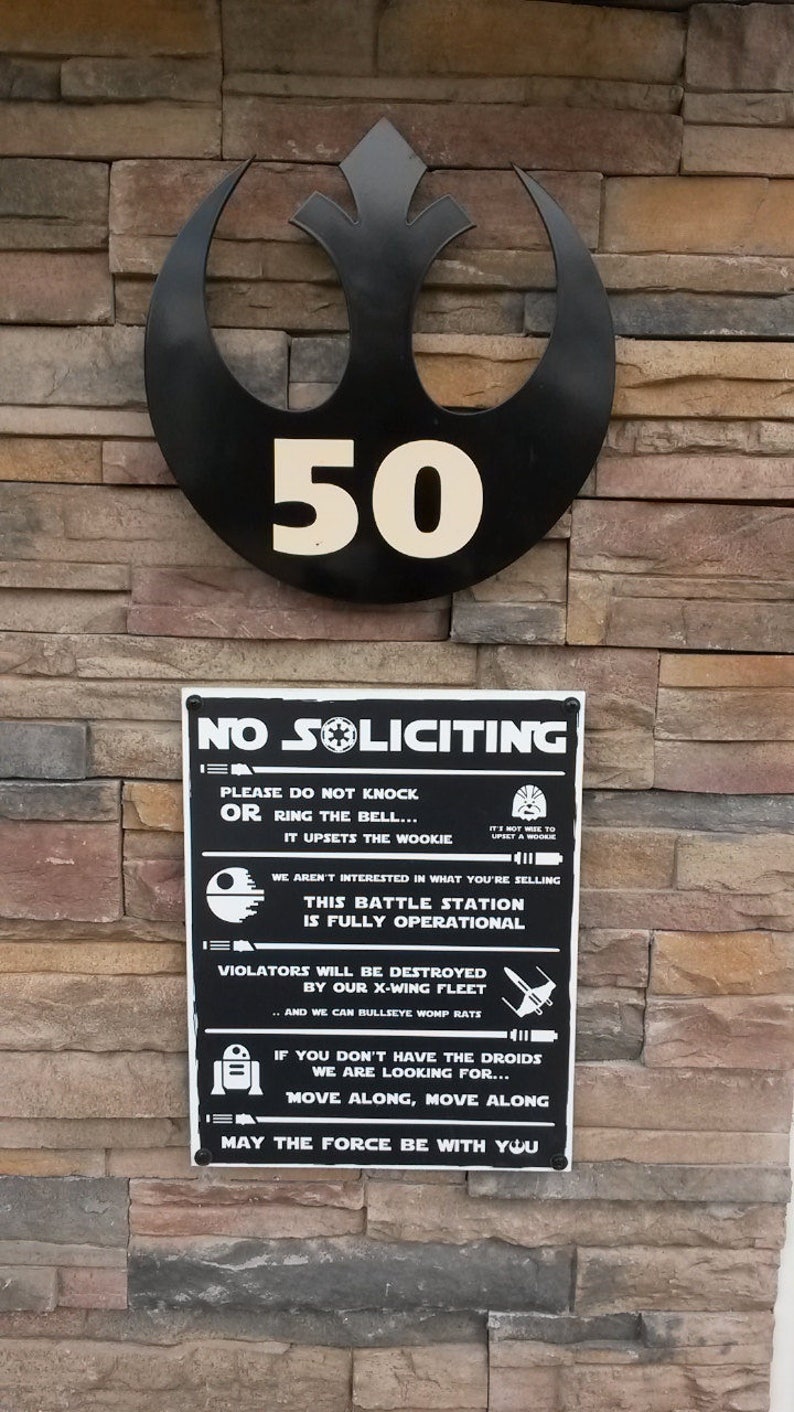 50
NO SOLICITING
PLEASE DO NOT KNOCK
OR RING THE BELL...
IT UPSETS THE WOOKIE
IT'S NOT WISE TO
UPSET A WOOKIE
WE AREN'T INTERESTED IN WHAT YOU'RE SELLING
THIS BATTLE STATION
IS FULLY OPERATIONAL
VIOLATORS WILL BE DESTROYED
BY OUR X-WING FLEET
.. AND WE CAN BULLSEYE WOMP RATS
IF YOU DON'T HAVE THE DROIDS
WE ARE LOOKING FOR...
MOVE ALONG, MOVE ALONG
MAY THE FORCE BE WITH YOU